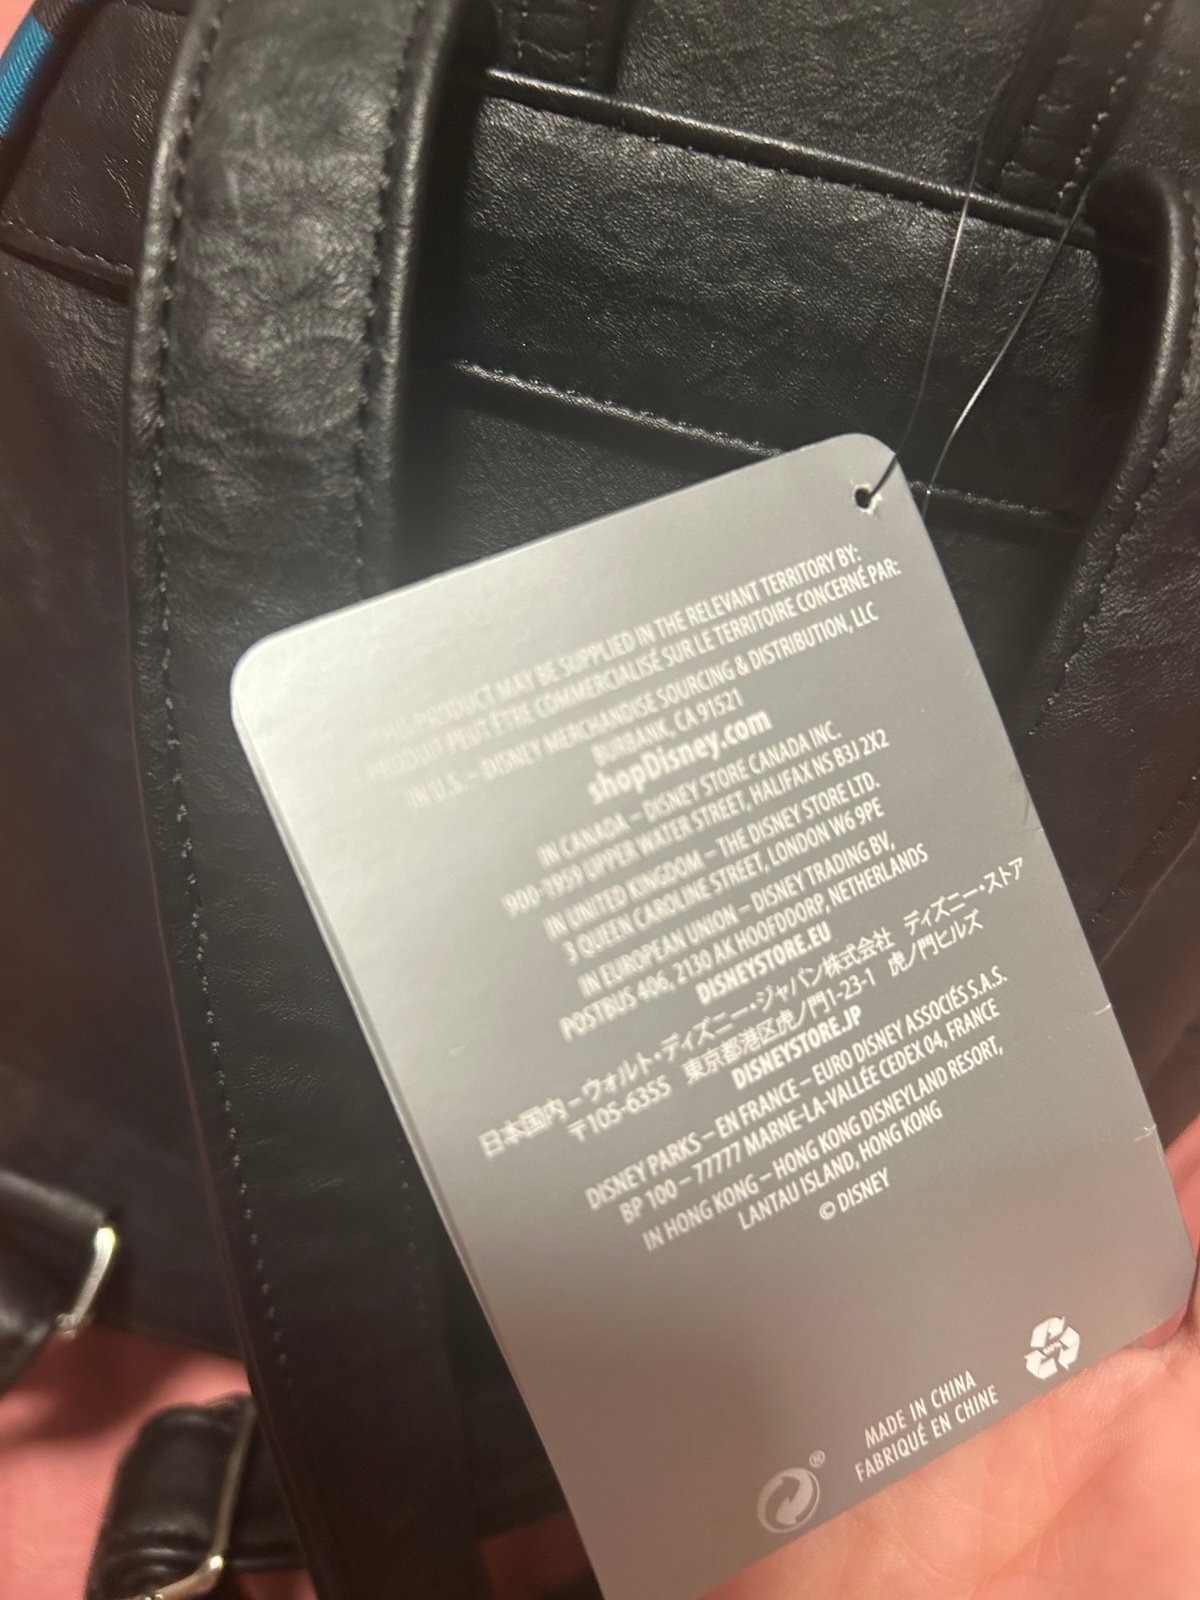 THIS PRODUCT MAY BE SUPPLIED IN THE RELEVANT TERRITORY BY:
PRODUIT PEUT ÊTRE COMMERCIALISÉ SUR LE TERRITOIRE CONCERNÉ PAR:
IN U.S. – DISNEY MERCHANDISE SOURCING & DISTRIBUTION, LLC
BURBANK, CA 91521
shopDisney.com
IN CANADA – DISNEY STORE CANADA INC.
900-1959 UPPER WATER STREET, HALIFAX NS B3J 2X2
IN UNITED KINGDOM – THE DISNEY STORE LTD.
3 QUEEN CAROLINE STREET, LONDON W6 9PE
IN EUROPEAN UNION – DISNEY TRADING BV,
POSTBUS 406, 2130 AK HOOFDDORP, NETHERLANDS
DISNEYSTORE.EU
日本国内 – ウォルト・ディズニー・ジャパン株式会社 ディズニー・ストア
〒105-6355 東京都港区虎ノ門1-23-1 虎ノ門ヒルズ
DISNEYSTORE.JP
DISNEY PARKS – EN FRANCE – EURO DISNEY ASSOCIÉS S.A.S.
BP 100 – 77777 MARNE-LA-VALLÉE CEDEX 04, FRANCE
IN HONG KONG – HONG KONG DISNEYLAND RESORT,
LANTAU ISLAND, HONG KONG
© DISNEY
MADE IN CHINA
FABRIQUÉ EN CHINE
®